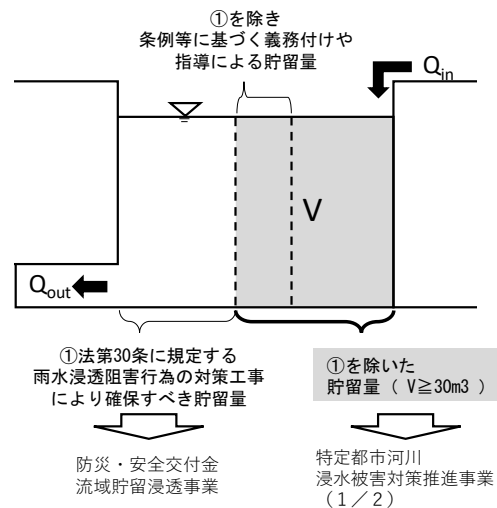 ①を除き
条例等に基づく義務付けや
指導による貯留量
Qin
V
Qout
①法第30条に規定する
雨水浸透阻害行為の対策工事
により確保すべき貯留量
①を除いた
貯留量（ V≧30m3 ）
防災・安全交付金
流域貯留浸透事業
特定都市河川
浸水被害対策推進事業
（１／２）